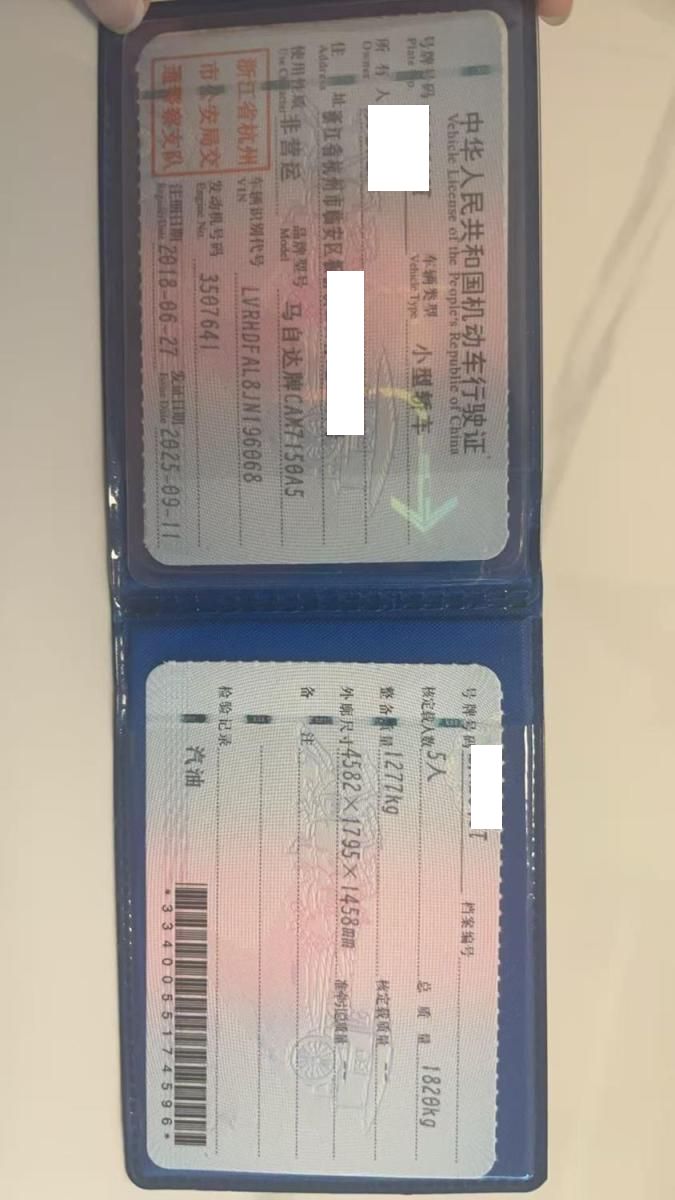 中华人民共和国机动车行驶证
Vehicle License of the People's Republic of China
号牌号码
Plate No.
T
车辆类型 小型轿车
Vehicle Type
所有人
Owner
住 址 浙江省杭州市临安区
Address
使用性质 非营运
Use Character
品牌型号 马自达牌CAM7150A5
Model
浙江省杭州
市公安局交
通警察支队
车辆识别代号 LVRHDFAL8JN196068
VIN
发动机号码 3507641
Engine No.
注册日期 2018-06-27
Register Date
发证日期 2025-09-11
Issue Date
号牌号码 T
档案编号
核定载人数 5人
总 质 量 1820kg
整备质量 1277kg
核定载质量 --
外廓尺寸 4582×1795×1458mm
准牵引总质量 --
备 注
检验记录
汽油
*3340055174596*